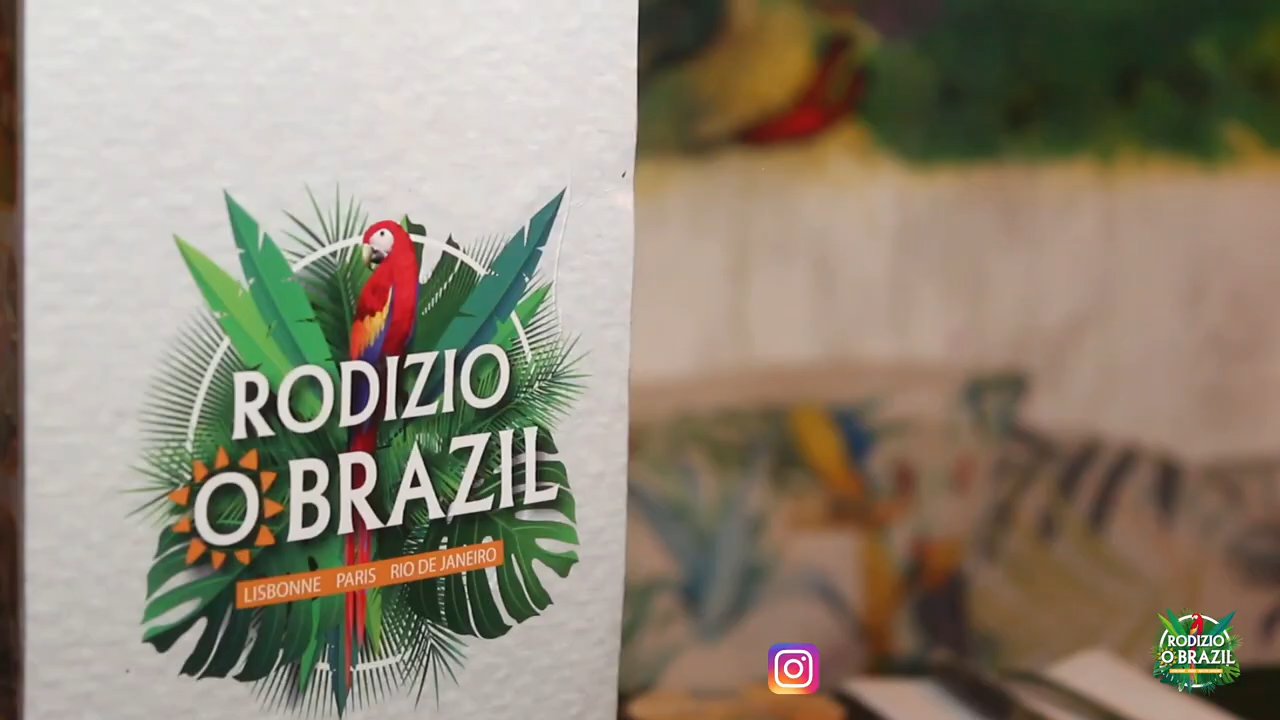 RODIZIO
O BRAZIL
LISBONNE PARIS RIO DE JANEIRO
RODIZIO
O BRAZIL